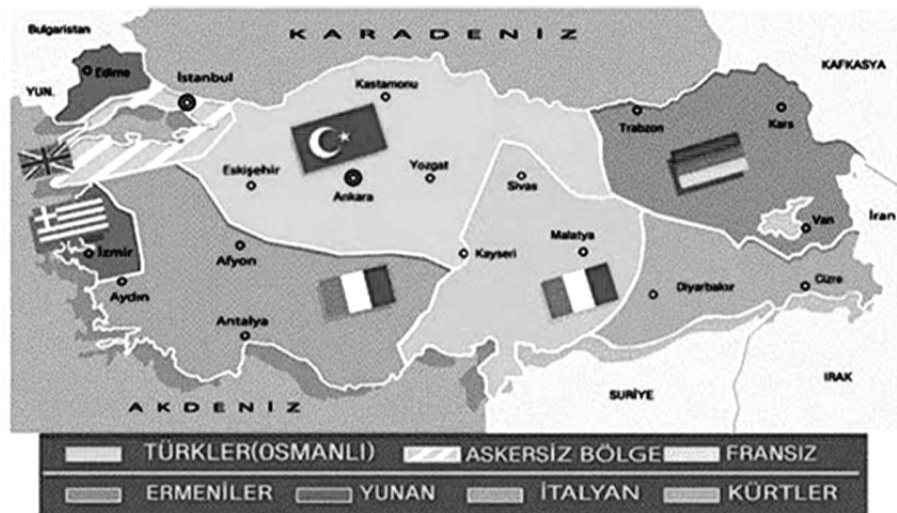 KARADENİZ
Bulgaristan
KAFKASYA
Edirne
İstanbul
Kastamonu
YUN.
Trabzon
Kars
Eskişehir
Ankara
Yozgat
Sivas
İran
Van
İzmir
Afyon
Kayseri
Malatya
Aydın
Diyarbakır
Cizre
Antalya
SURİYE
IRAK
AKDENİZ
TÜRKLER(OSMANLI) ASKERSİZ BÖLGE FRANSIZ
ERMENİLER YUNAN İTALYAN KÜRTLER